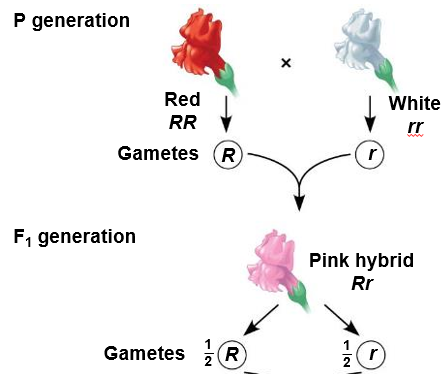 P generation
×
Red
RR
White
rr
Gametes R r
F₁ generation
Pink hybrid
Rr
Gametes 1/2 R 1/2 r